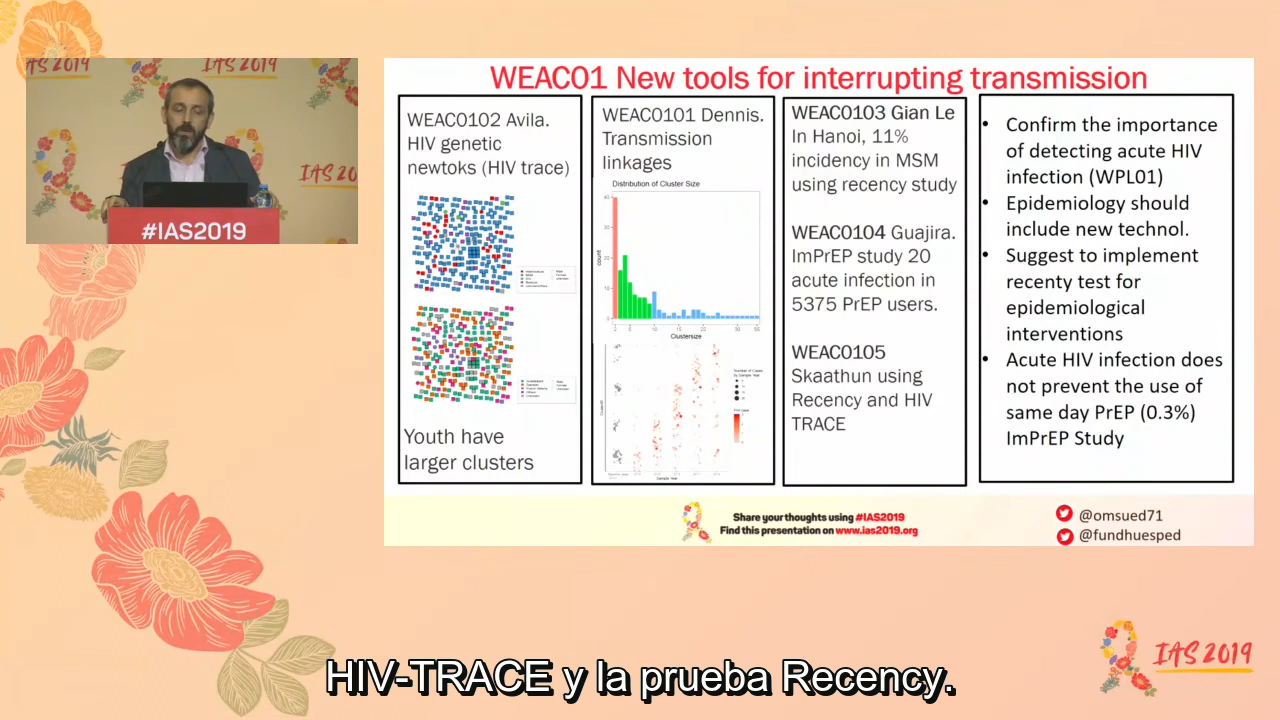 IAS 2019
IAS 2019
IAS 20
#IAS2019
WEAC01 New tools for interrupting transmission
WEAC0102 Avila.
HIV genetic
newtoks (HIV trace)
Youth have
larger clusters
WEAC0101 Dennis.
Transmission
linkages
Distribution of Cluster Size
count
Clustersize
Sample Year
WEAC0103 Gian Le
In Hanoi, 11%
incidency in MSM
using recency study
WEAC0104 Guajira.
ImPrEP study 20
acute infection in
5375 PrEP users.
WEAC0105
Skaathun using
Recency and HIV
TRACE
• Confirm the importance
of detecting acute HIV
infection (WPL01)
• Epidemiology should
include new technol.
• Suggest to implement
recenty test for
epidemiological
interventions
• Acute HIV infection does
not prevent the use of
same day PrEP (0.3%)
ImPrEP Study
Share your thoughts using #IAS2019
Find this presentation on www.ias2019.org
@omsued71
@fundhuesped
IAS 2019
HIV-TRACE y la prueba Recency.